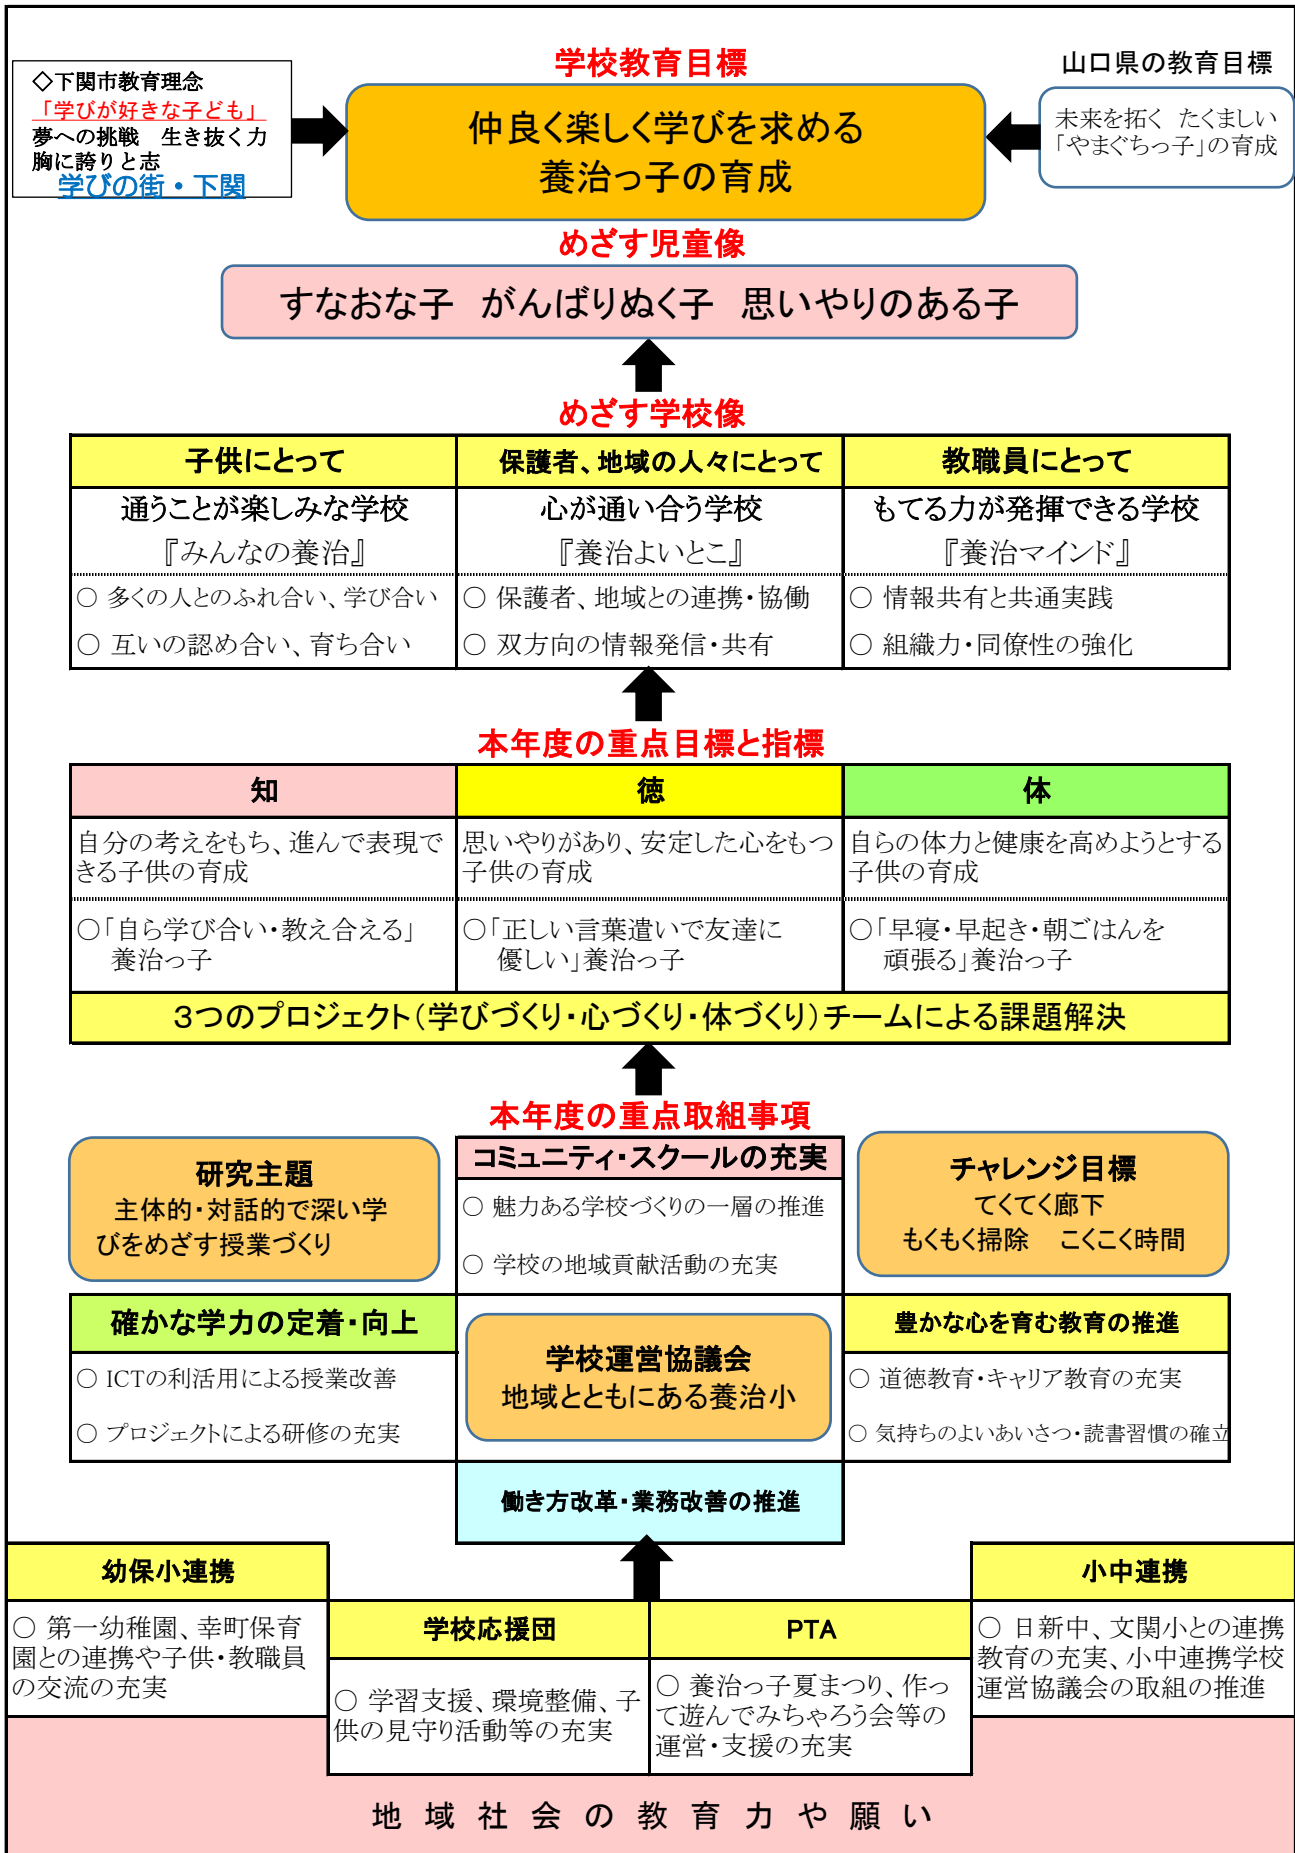 学校教育目標
◇下関市教育理念
「学びが好きな子ども」
夢への挑戦　生き抜く力
胸に誇りと志
学びの街・下関
仲良く楽しく学びを求める
養治っ子の育成
山口県の教育目標
未来を拓く　たくましい
「やまぐちっ子」の育成
めざす児童像
すなおな子　がんばりぬく子　思いやりのある子
めざす学校像
子供にとって
通うことが楽しみな学校
『みんなの養治』
○ 多くの人とのふれ合い、学び合い
○ 互いの認め合い、育ち合い
保護者、地域の人々にとって
心が通い合う学校
『養治よいとこ』
○ 保護者、地域との連携・協働
○ 双方向の情報発信・共有
教職員にとって
もてる力が発揮できる学校
『養治マインド』
○ 情報共有と共通実践
○ 組織力・同僚性の強化
本年度の重点目標と指標
知
自分の考えをもち、進んで表現で
きる子供の育成
○「自ら学び合い・教え合える」
養治っ子
徳
思いやりがあり、安定した心をもつ
子供の育成
○「正しい言葉遣いで友達に
優しい」養治っ子
体
自らの体力と健康を高めようとする
子供の育成
○「早寝・早起き・朝ごはんを
頑張る」養治っ子
3つのプロジェクト（学びづくり・心づくり・体づくり）チームによる課題解決
本年度の重点取組事項
研究主題
主体的・対話的で深い学
びをめざす授業づくり
コミュニティ・スクールの充実
○ 魅力ある学校づくりの一層の推進
○ 学校の地域貢献活動の充実
チャレンジ目標
てくてく廊下
もくもく掃除　こくこく時間
確かな学力の定着・向上
○ ICTの利活用による授業改善
○ プロジェクトによる研修の充実
学校運営協議会
地域とともにある養治小
豊かな心を育む教育の推進
○ 道徳教育・キャリア教育の充実
○ 気持ちのよいあいさつ・読書習慣の確立
働き方改革・業務改善の推進
幼保小連携
○ 第一幼稚園、幸町保育
園との連携や子供・教職員
の交流の充実
学校応援団
○ 学習支援、環境整備、子
供の見守り活動等の充実
PTA
○ 養治っ子夏まつり、作っ
て遊んでみちゃろう会等の
運営・支援の充実
小中連携
○ 日新中、文関小との連携
教育の充実、小中連携学校
運営協議会の取組の推進
地域社会の教育力や願い